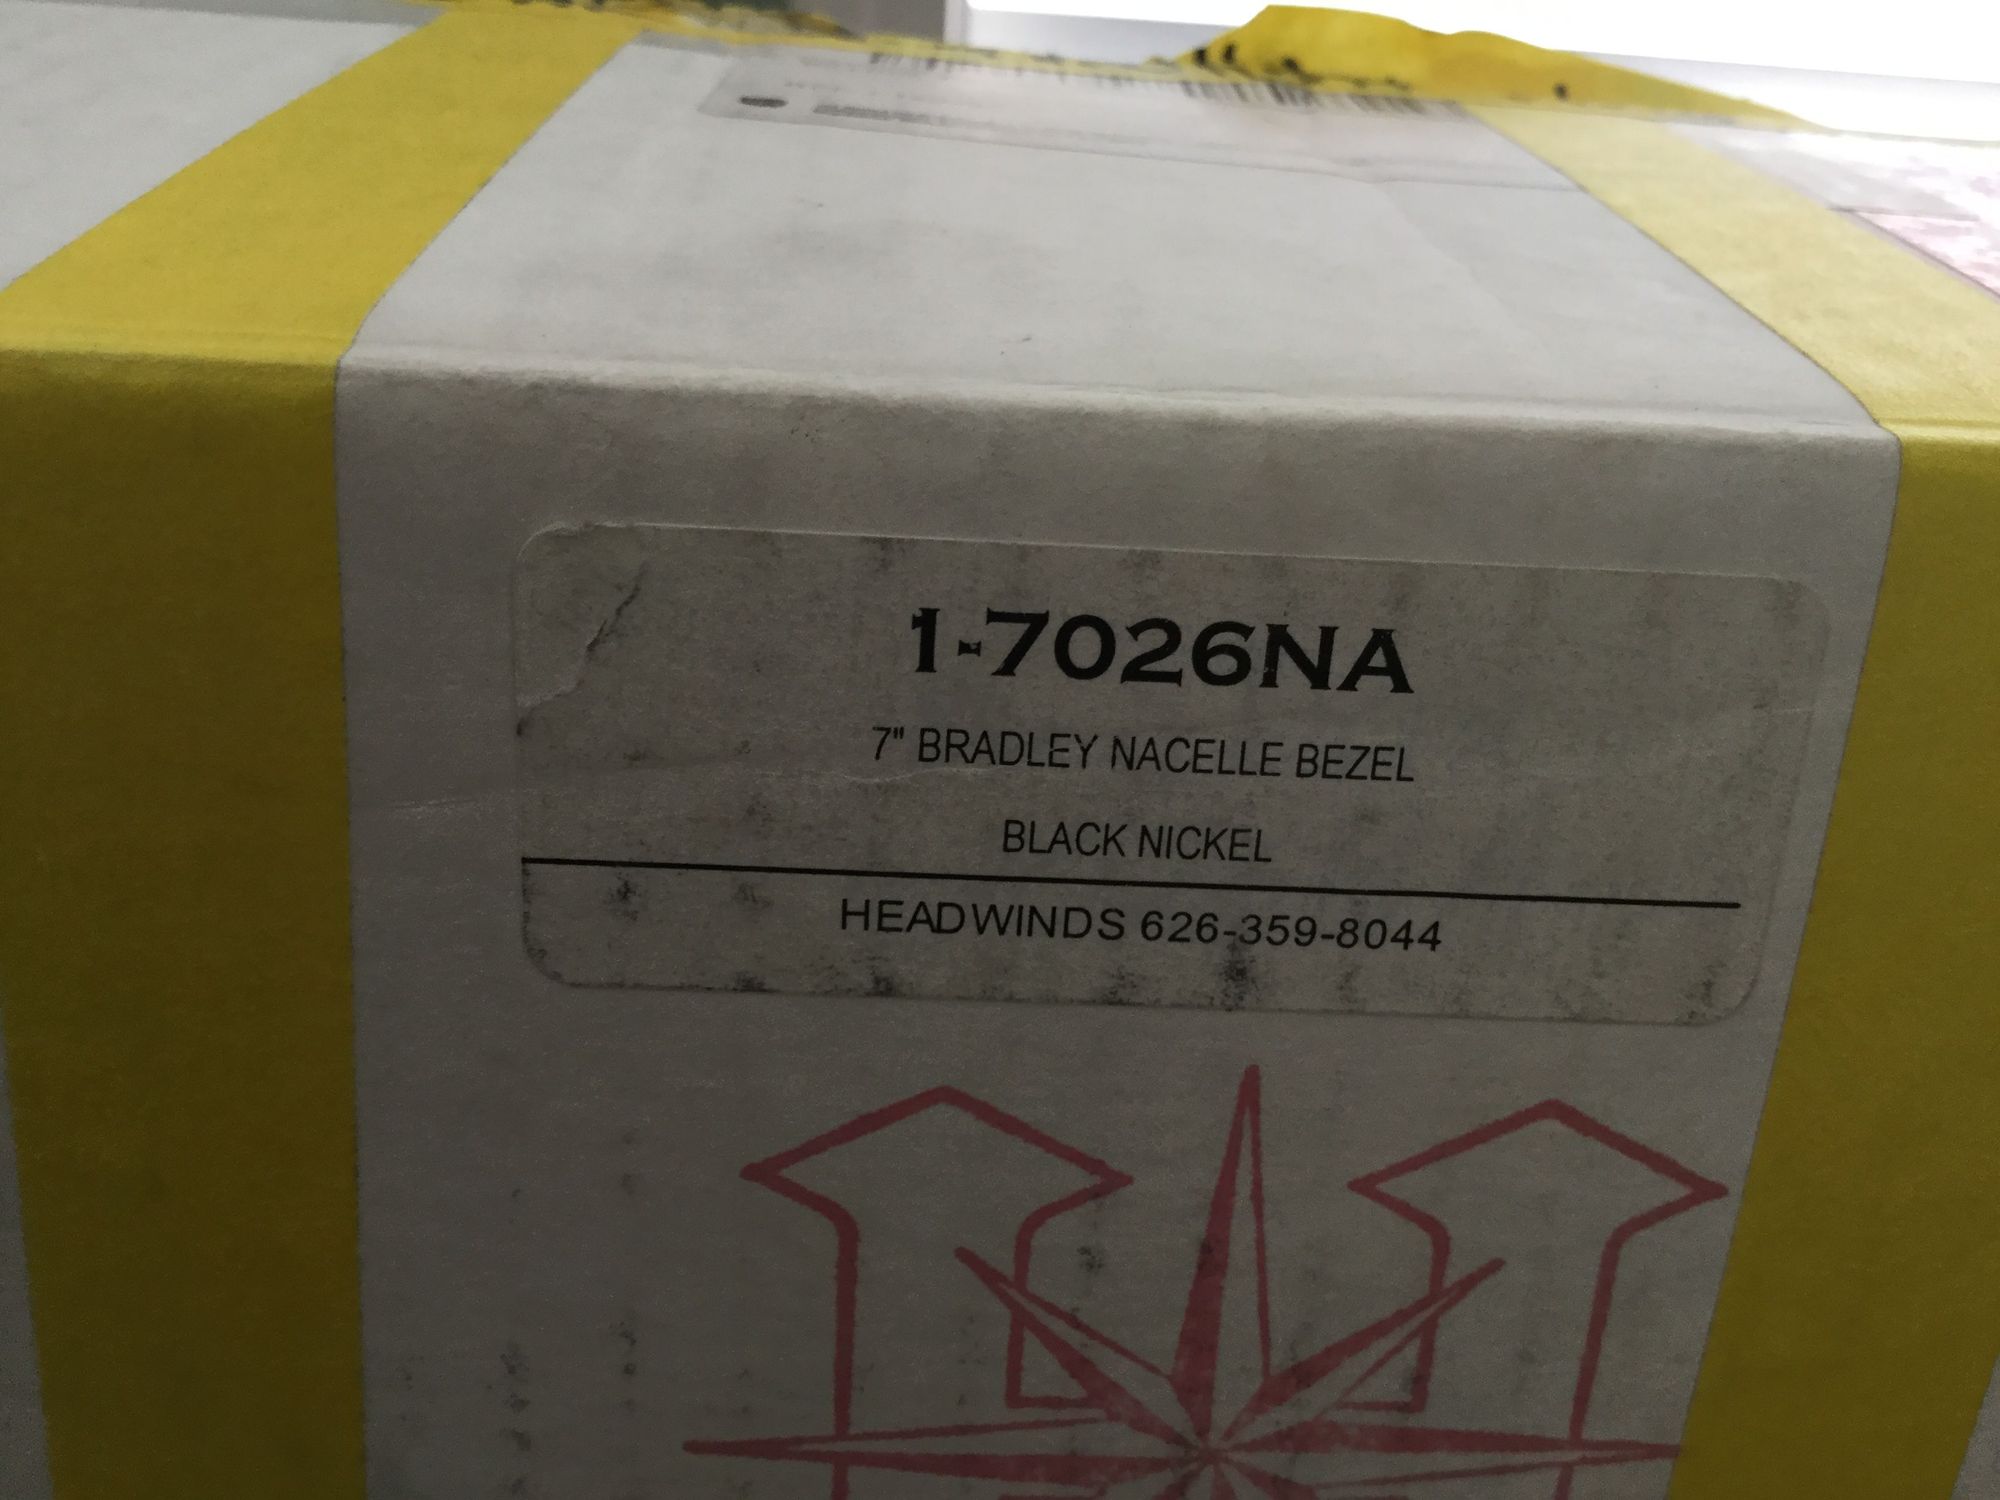 1-7026NA
7" BRADLEY NACELLE BEZEL
BLACK NICKEL
HEADWINDS 626-359-8044